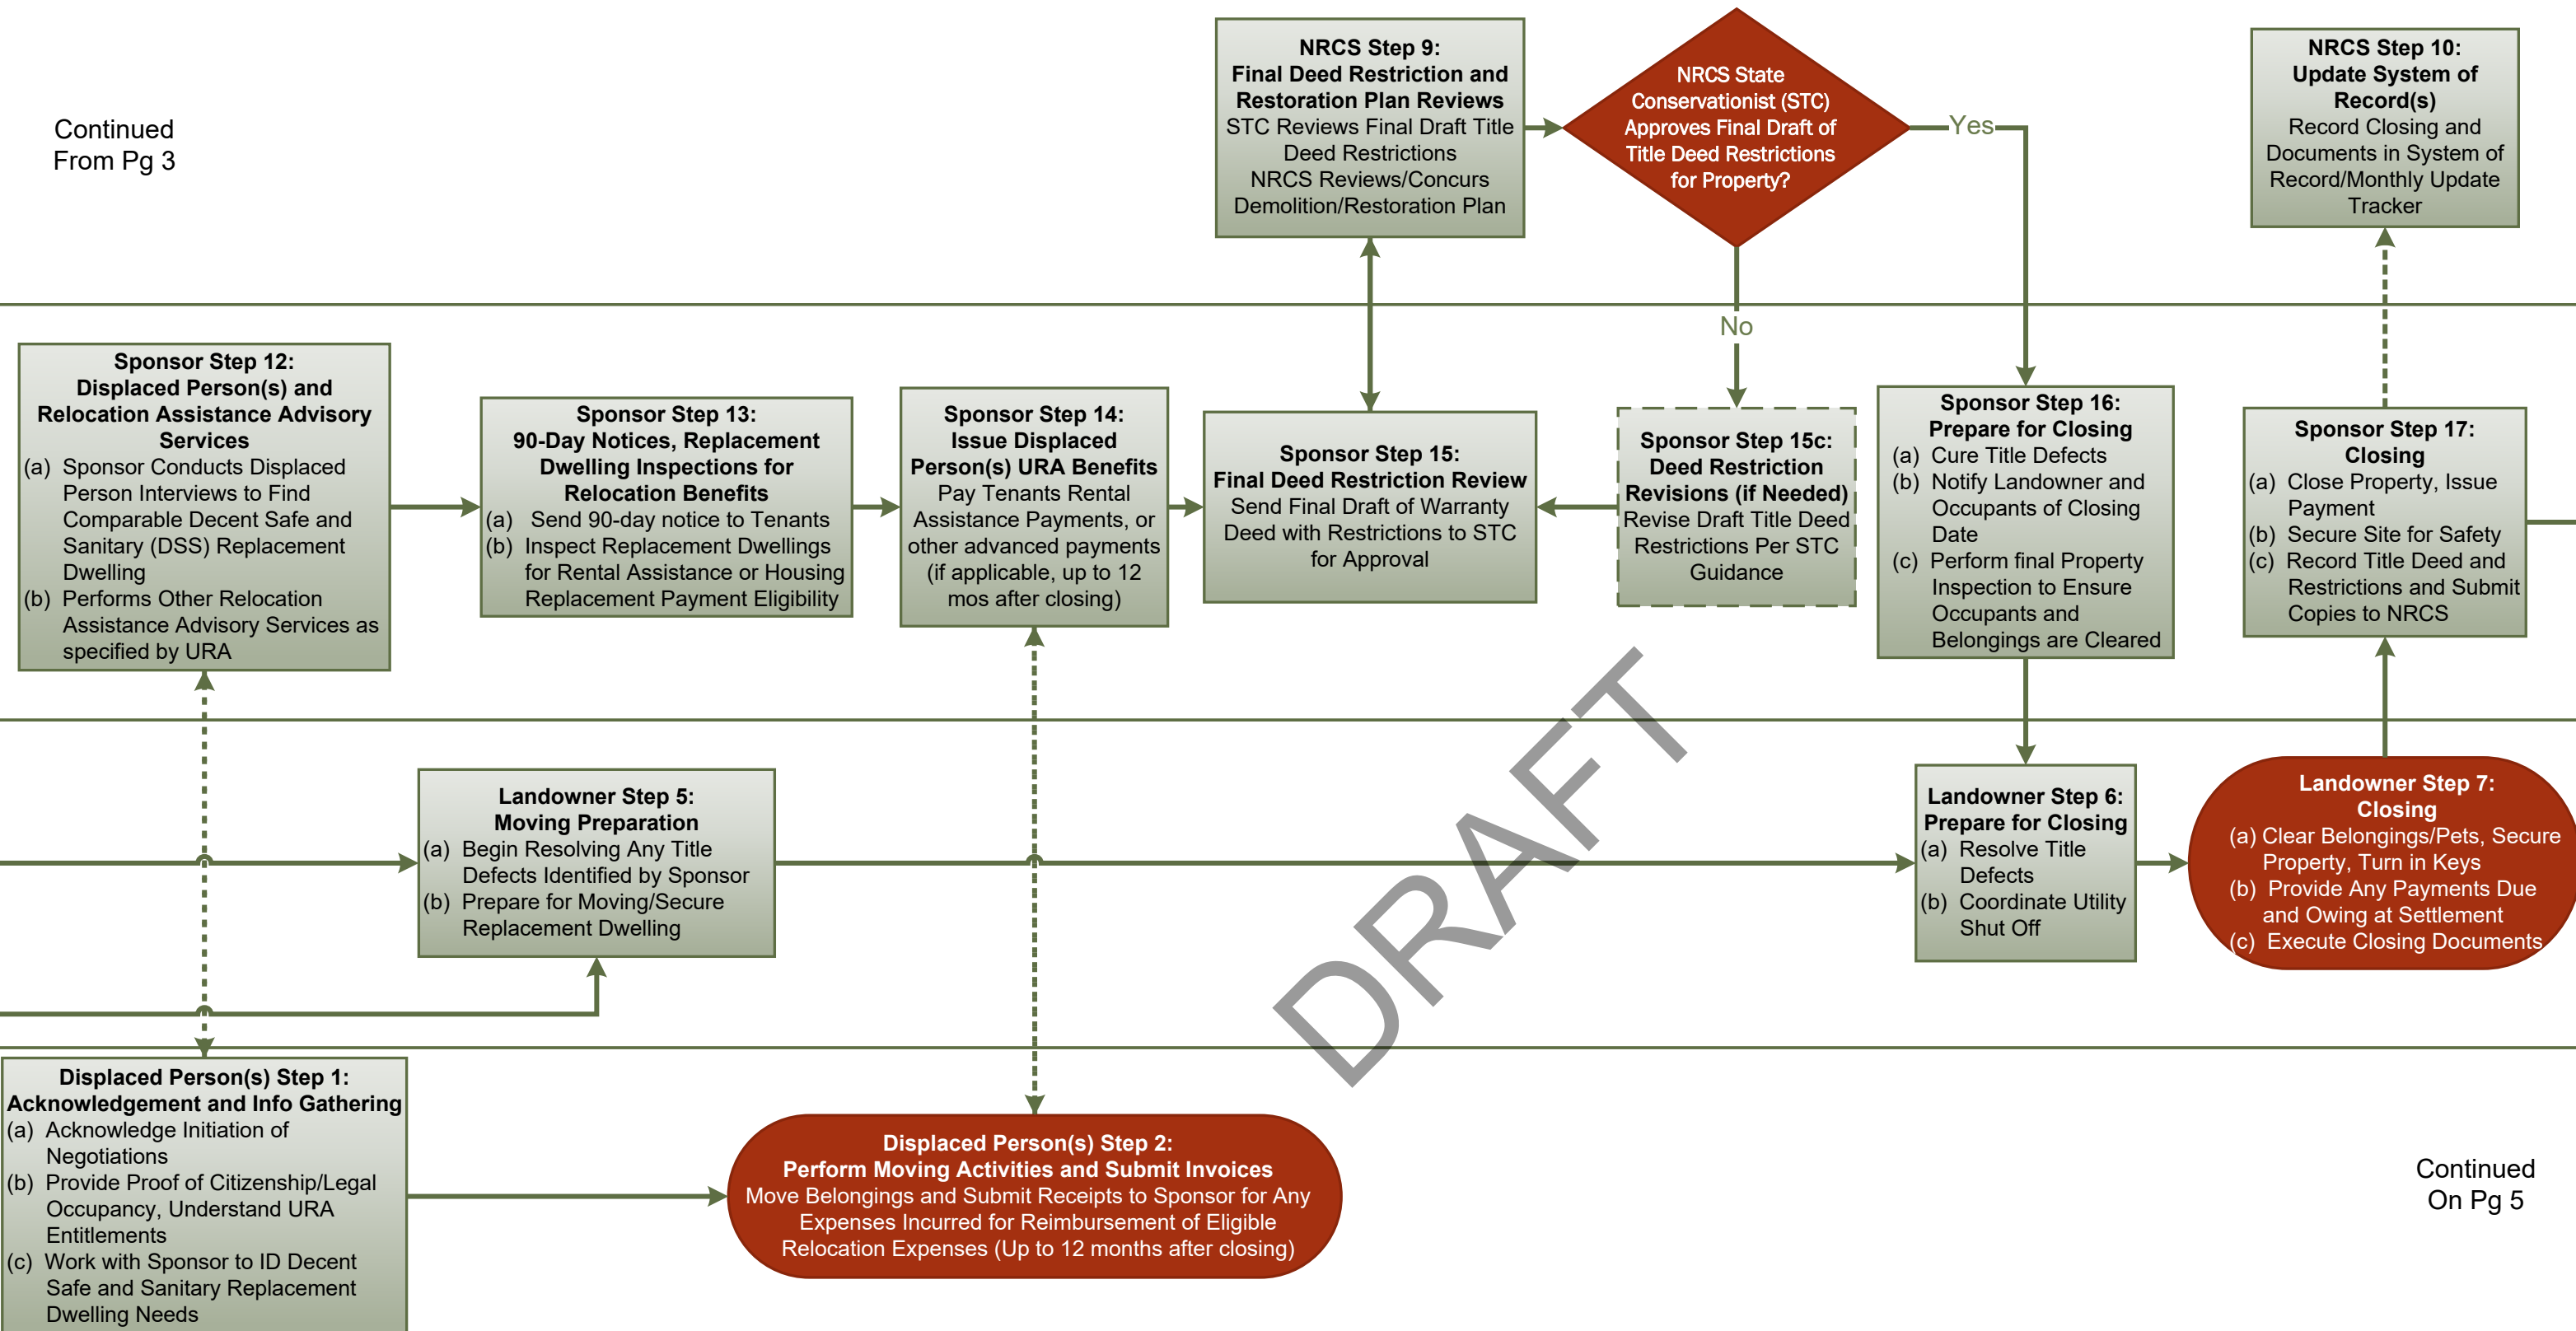 Continued
From Pg 3
NRCS Step 9:
Final Deed Restriction and
Restoration Plan Reviews
STC Reviews Final Draft Title
Deed Restrictions
NRCS Reviews/Concurs
Demolition/Restoration Plan
NRCS State
Conservationist (STC)
Approves Final Draft of
Title Deed Restrictions
for Property?
Yes
No
NRCS Step 10:
Update System of
Record(s)
Record Closing and
Documents in System of
Record/Monthly Update
Tracker
Sponsor Step 12:
Displaced Person(s) and
Relocation Assistance Advisory
Services
(a) Sponsor Conducts Displaced
Person Interviews to Find
Comparable Decent Safe and
Sanitary (DSS) Replacement
Dwelling
(b) Performs Other Relocation
Assistance Advisory Services as
specified by URA
Sponsor Step 13:
90-Day Notices, Replacement
Dwelling Inspections for
Relocation Benefits
(a) Send 90-day notice to Tenants
(b) Inspect Replacement Dwellings
for Rental Assistance or Housing
Replacement Payment Eligibility
Sponsor Step 14:
Issue Displaced
Person(s) URA Benefits
Pay Tenants Rental
Assistance Payments, or
other advanced payments
(if applicable, up to 12
mos after closing)
Sponsor Step 15:
Final Deed Restriction Review
Send Final Draft of Warranty
Deed with Restrictions to STC
for Approval
Sponsor Step 15c:
Deed Restriction
Revisions (if Needed)
Revise Draft Title Deed
Restrictions Per STC
Guidance
Sponsor Step 16:
Prepare for Closing
(a) Cure Title Defects
(b) Notify Landowner and
Occupants of Closing
Date
(c) Perform final Property
Inspection to Ensure
Occupants and
Belongings are Cleared
Sponsor Step 17:
Closing
(a) Close Property, Issue
Payment
(b) Secure Site for Safety
(c) Record Title Deed and
Restrictions and Submit
Copies to NRCS
Landowner Step 5:
Moving Preparation
(a) Begin Resolving Any Title
Defects Identified by Sponsor
(b) Prepare for Moving/Secure
Replacement Dwelling
Landowner Step 6:
Prepare for Closing
(a) Resolve Title
Defects
(b) Coordinate Utility
Shut Off
Landowner Step 7:
Closing
(a) Clear Belongings/Pets, Secure
Property, Turn in Keys
(b) Provide Any Payments Due
and Owing at Settlement
(c) Execute Closing Documents
DRAFT
Displaced Person(s) Step 1:
Acknowledgement and Info Gathering
(a) Acknowledge Initiation of
Negotiations
(b) Provide Proof of Citizenship/Legal
Occupancy, Understand URA
Entitlements
(c) Work with Sponsor to ID Decent
Safe and Sanitary Replacement
Dwelling Needs
Displaced Person(s) Step 2:
Perform Moving Activities and Submit Invoices
Move Belongings and Submit Receipts to Sponsor for Any
Expenses Incurred for Reimbursement of Eligible
Relocation Expenses (Up to 12 months after closing)
Continued
On Pg 5